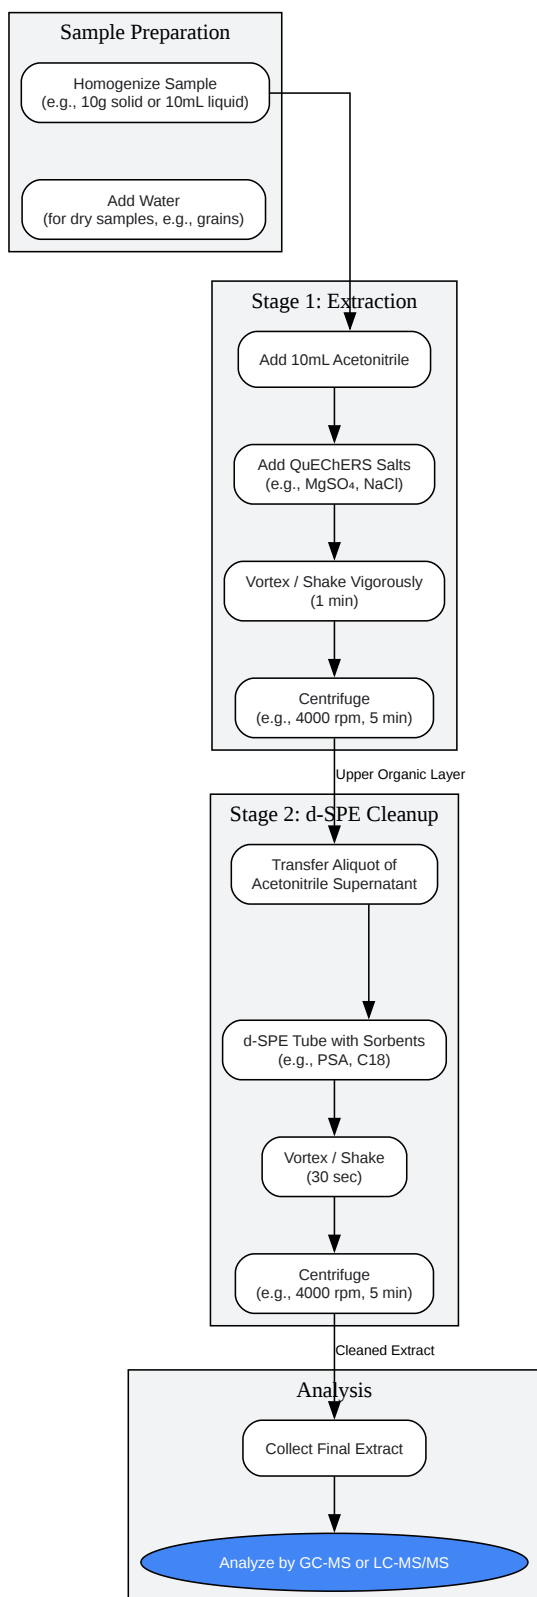 Sample Preparation
Homogenize Sample
(e.g., 10g solid or 10mL liquid)
Add Water
(for dry samples, e.g., grains)
Stage 1: Extraction
Add 10mL Acetonitrile
Add QuEChERS Salts
(e.g., MgSO₄, NaCl)
Vortex / Shake Vigorously
(1 min)
Centrifuge
(e.g., 4000 rpm, 5 min)
Upper Organic Layer
Stage 2: d-SPE Cleanup
Transfer Aliquot of
Acetonitrile Supernatant
d-SPE Tube with Sorbents
(e.g., PSA, C18)
Vortex / Shake
(30 sec)
Centrifuge
(e.g., 4000 rpm, 5 min)
Cleaned Extract
Analysis
Collect Final Extract
Analyze by GC-MS or LC-MS/MS